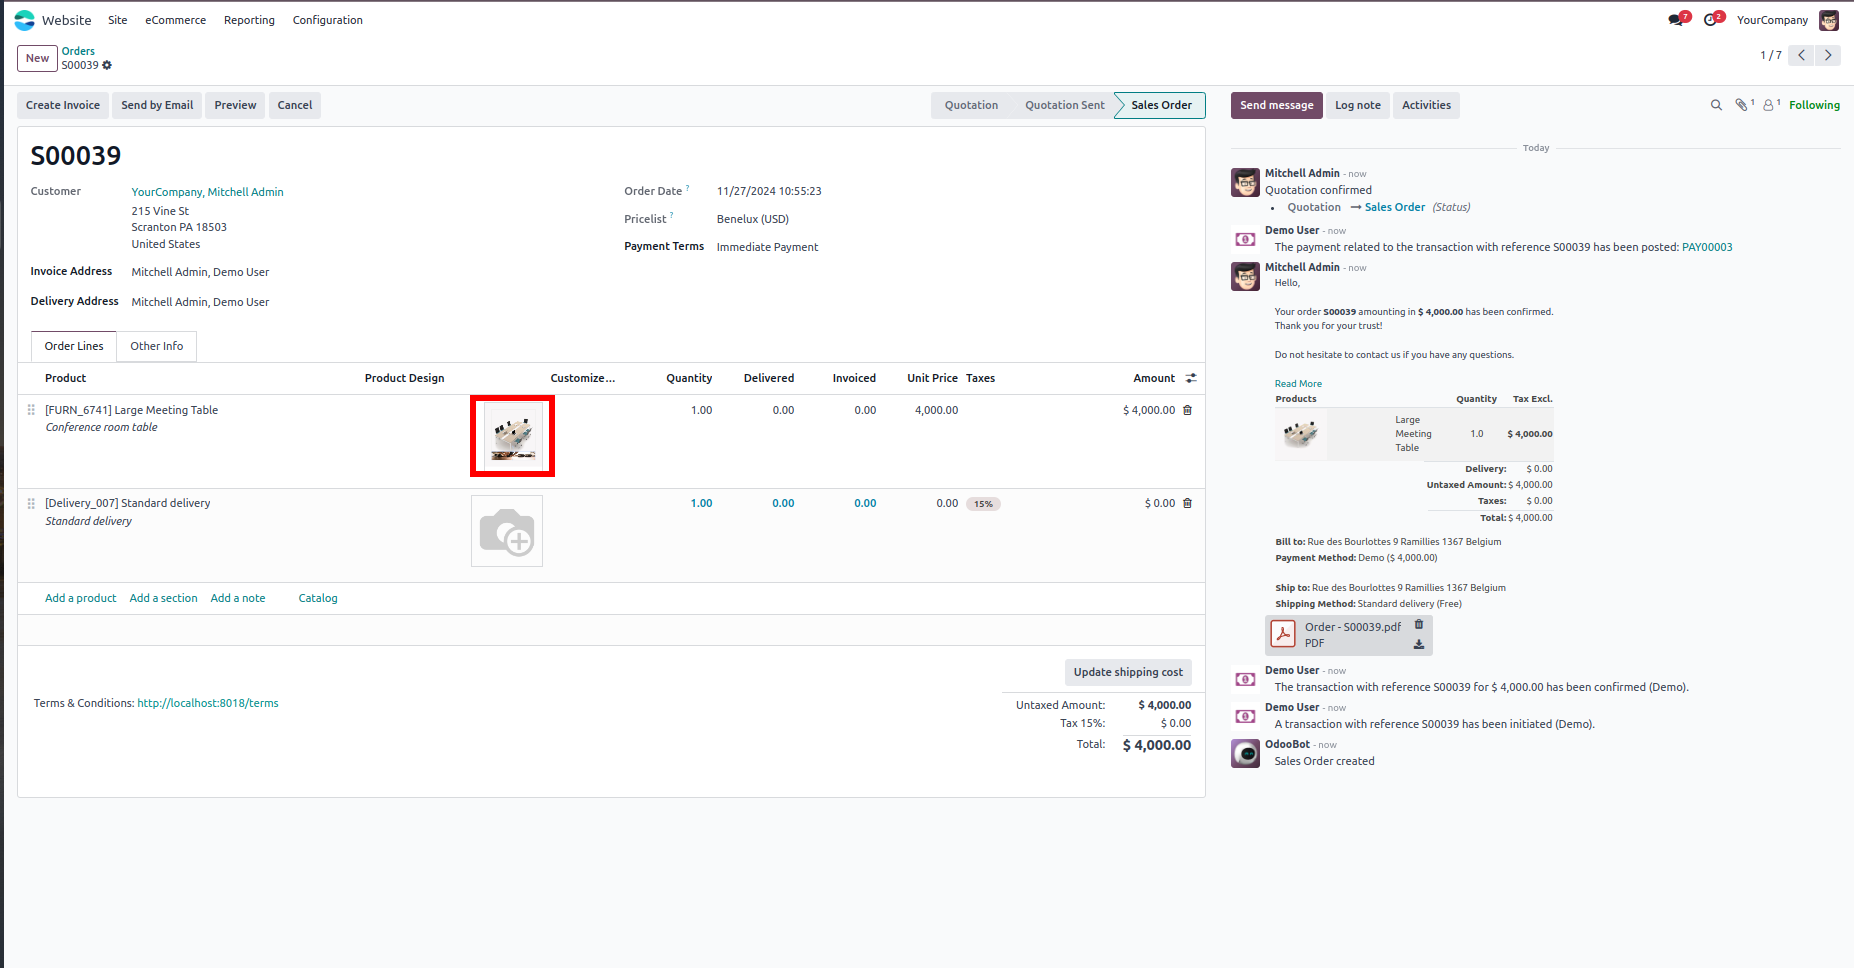 Website Site eCommerce Reporting Configuration 7 2 YourCompany
New Orders
S00039
1 / 7
Create Invoice Send by Email Preview Cancel Quotation Quotation Sent Sales Order Send message Log note Activities 1 1 Following
S00039
Customer YourCompany, Mitchell Admin
215 Vine St
Scranton PA 18503
United States
Invoice Address Mitchell Admin, Demo User
Delivery Address Mitchell Admin, Demo User
Order Date ? 11/27/2024 10:55:23
Pricelist ? Benelux (USD)
Payment Terms Immediate Payment
Order Lines Other Info
Product Product Design Customize... Quantity Delivered Invoiced Unit Price Taxes Amount
[FURN_6741] Large Meeting Table 1.00 0.00 0.00 4,000.00 $ 4,000.00
Conference room table
[Delivery_007] Standard delivery 1.00 0.00 0.00 0.00 15% $ 0.00
Standard delivery
Add a product Add a section Add a note Catalog
Update shipping cost
Terms & Conditions: http://localhost:8018/terms
Untaxed Amount: $ 4,000.00
Tax 15%: $ 0.00
Total: $ 4,000.00
Today
Mitchell Admin - now
Quotation confirmed
• Quotation → Sales Order (Status)
Demo User - now
The payment related to the transaction with reference S00039 has been posted: PAY00003
Mitchell Admin - now
Hello,
Your order S00039 amounting in $ 4,000.00 has been confirmed.
Thank you for your trust!
Do not hesitate to contact us if you have any questions.
Read More
Products Quantity Tax Excl.
Large
Meeting 1.0 $ 4,000.00
Table
Delivery: $ 0.00
Untaxed Amount: $ 4,000.00
Taxes: $ 0.00
Total: $ 4,000.00
Bill to: Rue des Bourlottes 9 Ramillies 1367 Belgium
Payment Method: Demo ($ 4,000.00)
Ship to: Rue des Bourlottes 9 Ramillies 1367 Belgium
Shipping Method: Standard delivery (Free)
Order - S00039.pdf
PDF
Demo User - now
The transaction with reference S00039 for $ 4,000.00 has been confirmed (Demo).
Demo User - now
A transaction with reference S00039 has been initiated (Demo).
OdooBot - now
Sales Order created